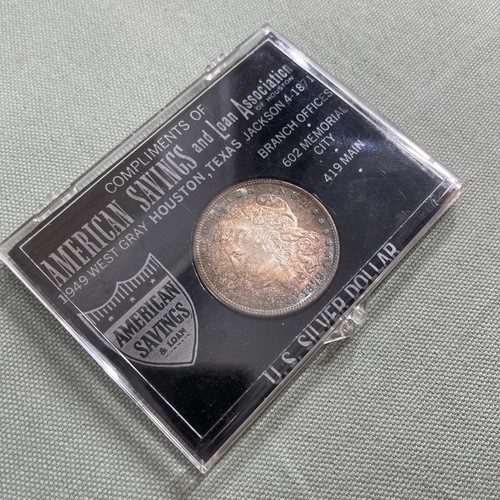 COMPLIMENTS OF
AMERICAN SAVINGS and Loan Association
OF HOUSTON
1949 WEST GRAY HOUSTON, TEXAS JACKSON 4-1871
BRANCH OFFICES
602 MEMORIAL
CITY
419 MAIN
AMERICAN
SAVINGS
& LOAN
U.S. SILVER DOLLAR